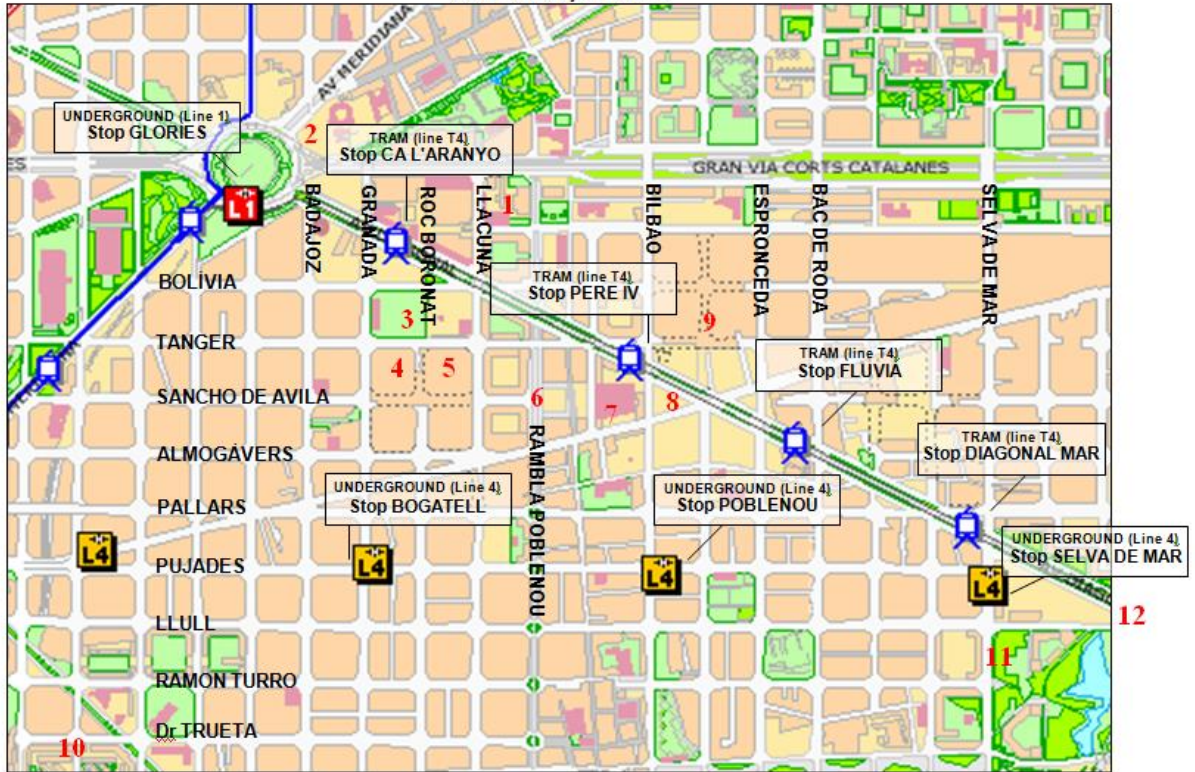 AV MERIDIANA
UNDERGROUND (Line 1)
Stop GLORIES
2
TRAM (line T4)
Stop CA L'ARANYO
ES
GRAN VIA CORTS CATALANES
L1
BADAJOZ
GRANADA
ROC BORONAT
LLACUNA
1
BILBAO
ESPRONCEDA
BAC DE RODA
SELVA DE MAR
BOLÍVIA
TRAM (line T4)
Stop PERE IV
3
9
TANGER
TRAM (line T4)
Stop FLUVIA
4
5
SANCHO DE AVILA
6
7
8
RAMBLA POBLENOU
TRAM (line T4)
Stop DIAGONAL MAR
ALMOGÁVERS
UNDERGROUND (Line 4)
Stop BOGATELL
UNDERGROUND (Line 4)
Stop POBLENOU
PALLARS
UNDERGROUND (Line 4)
Stop SELVA DE MAR
L4
L4
L4
L4
PUJADES
12
LLULL
11
RAMON TURRO
Dr TRUETA
10